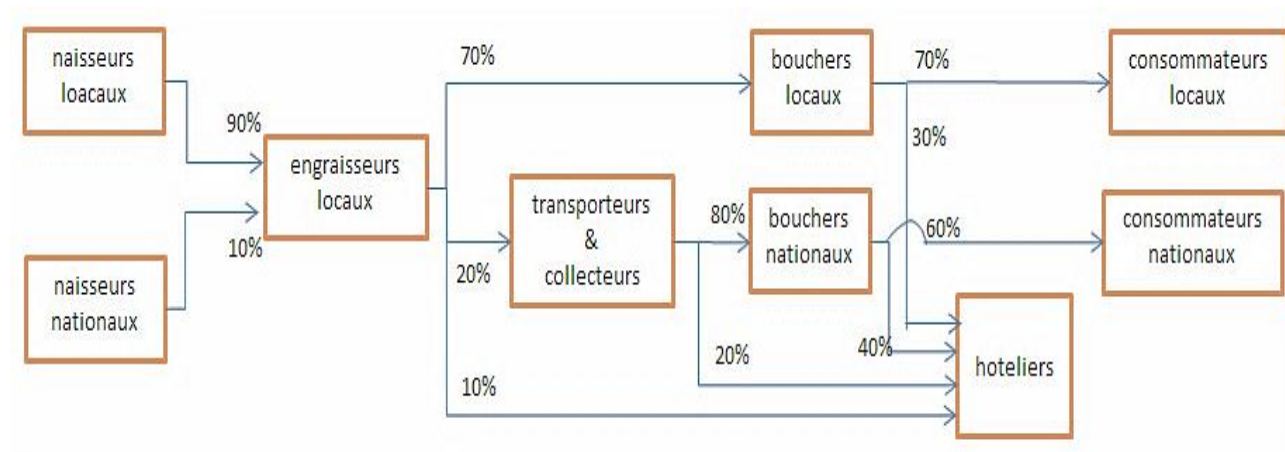 naisseurs
loacaux
90%
naisseurs
nationaux
10%
engraisseurs
locaux
70%
20%
10%
transporteurs
&
collecteurs
80%
20%
bouchers
locaux
70%
30%
bouchers
nationaux
60%
40%
consommateurs
locaux
consommateurs
nationaux
hoteliers